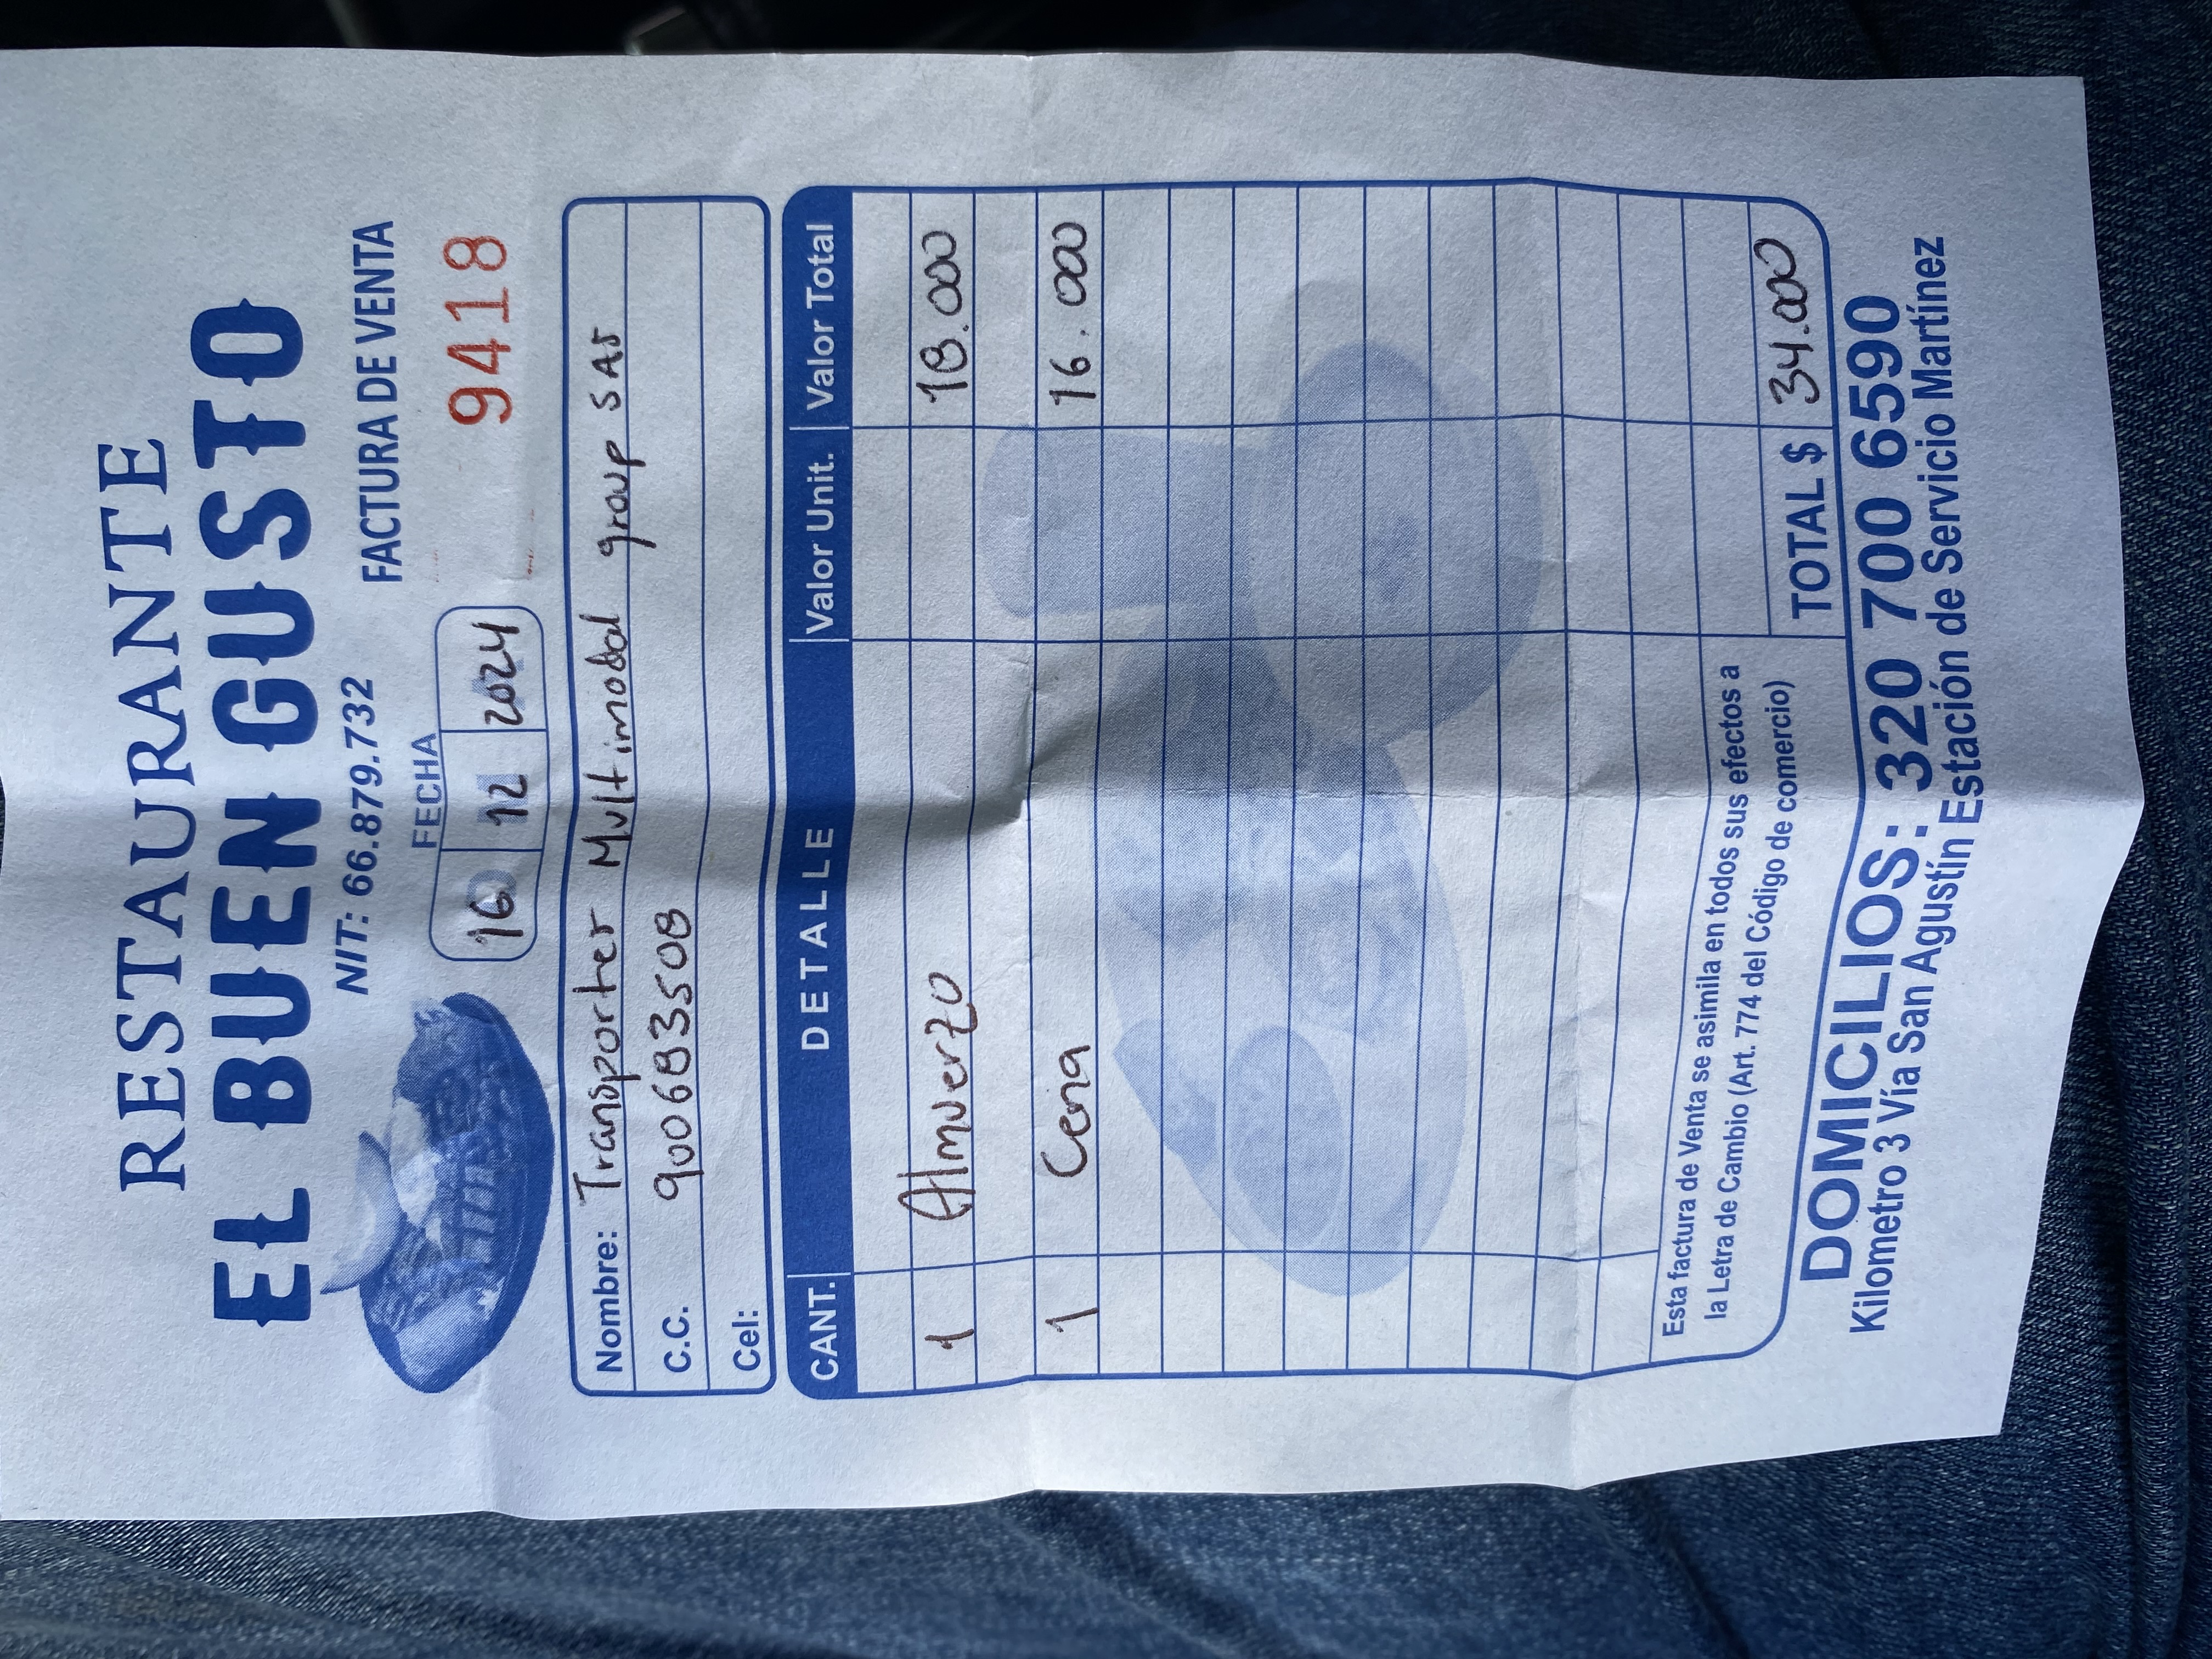 RESTAURANTE
EL BUEN GUSTO
NIT: 66.879.732
FACTURA DE VENTA
FECHA
16 12 2024
9418
Nombre: Transporter Multimodal group SAS
C.C. 900683508
Cel:
CANT. DETALLE Valor Unit. Valor Total
1 Almuerzo 18.000
1 Cena 16.000
Esta factura de Venta se asimila en todos sus efectos a
la Letra de Cambio (Art. 774 del Código de comercio)
TOTAL $ 34.000
DOMICILIOS: 320 700 6590
Kilometro 3 Vía San Agustín Estación de Servicio Martínez